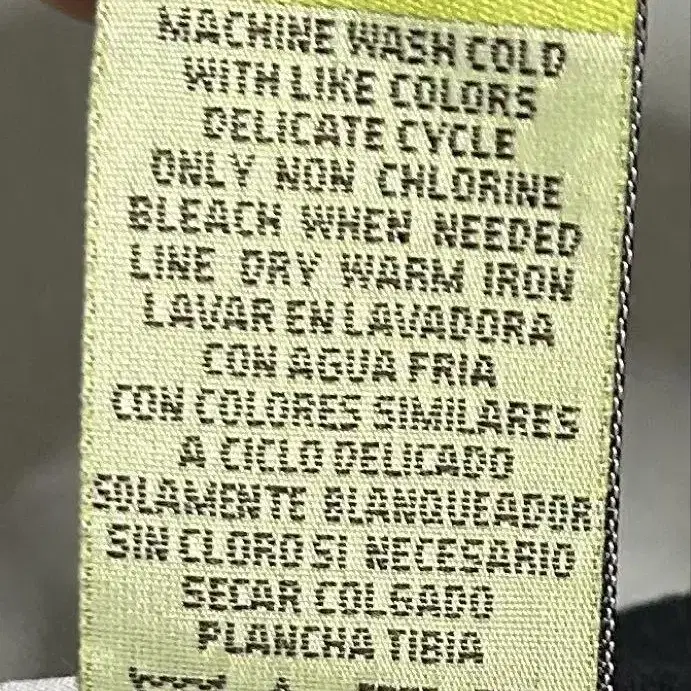 MACHINE WASH COLD
WITH LIKE COLORS
DELICATE CYCLE
ONLY NON CHLORINE
BLEACH WHEN NEEDED
LINE DRY WARM IRON
LAVAR EN LAVADORA
CON AGUA FRIA
CON COLORES SIMILARES
A CICLO DELICADO
SOLAMENTE BLANQUEADOR
SIN CLORO SI NECESARIO
SECAR COLGADO
PLANCHA TIBIA